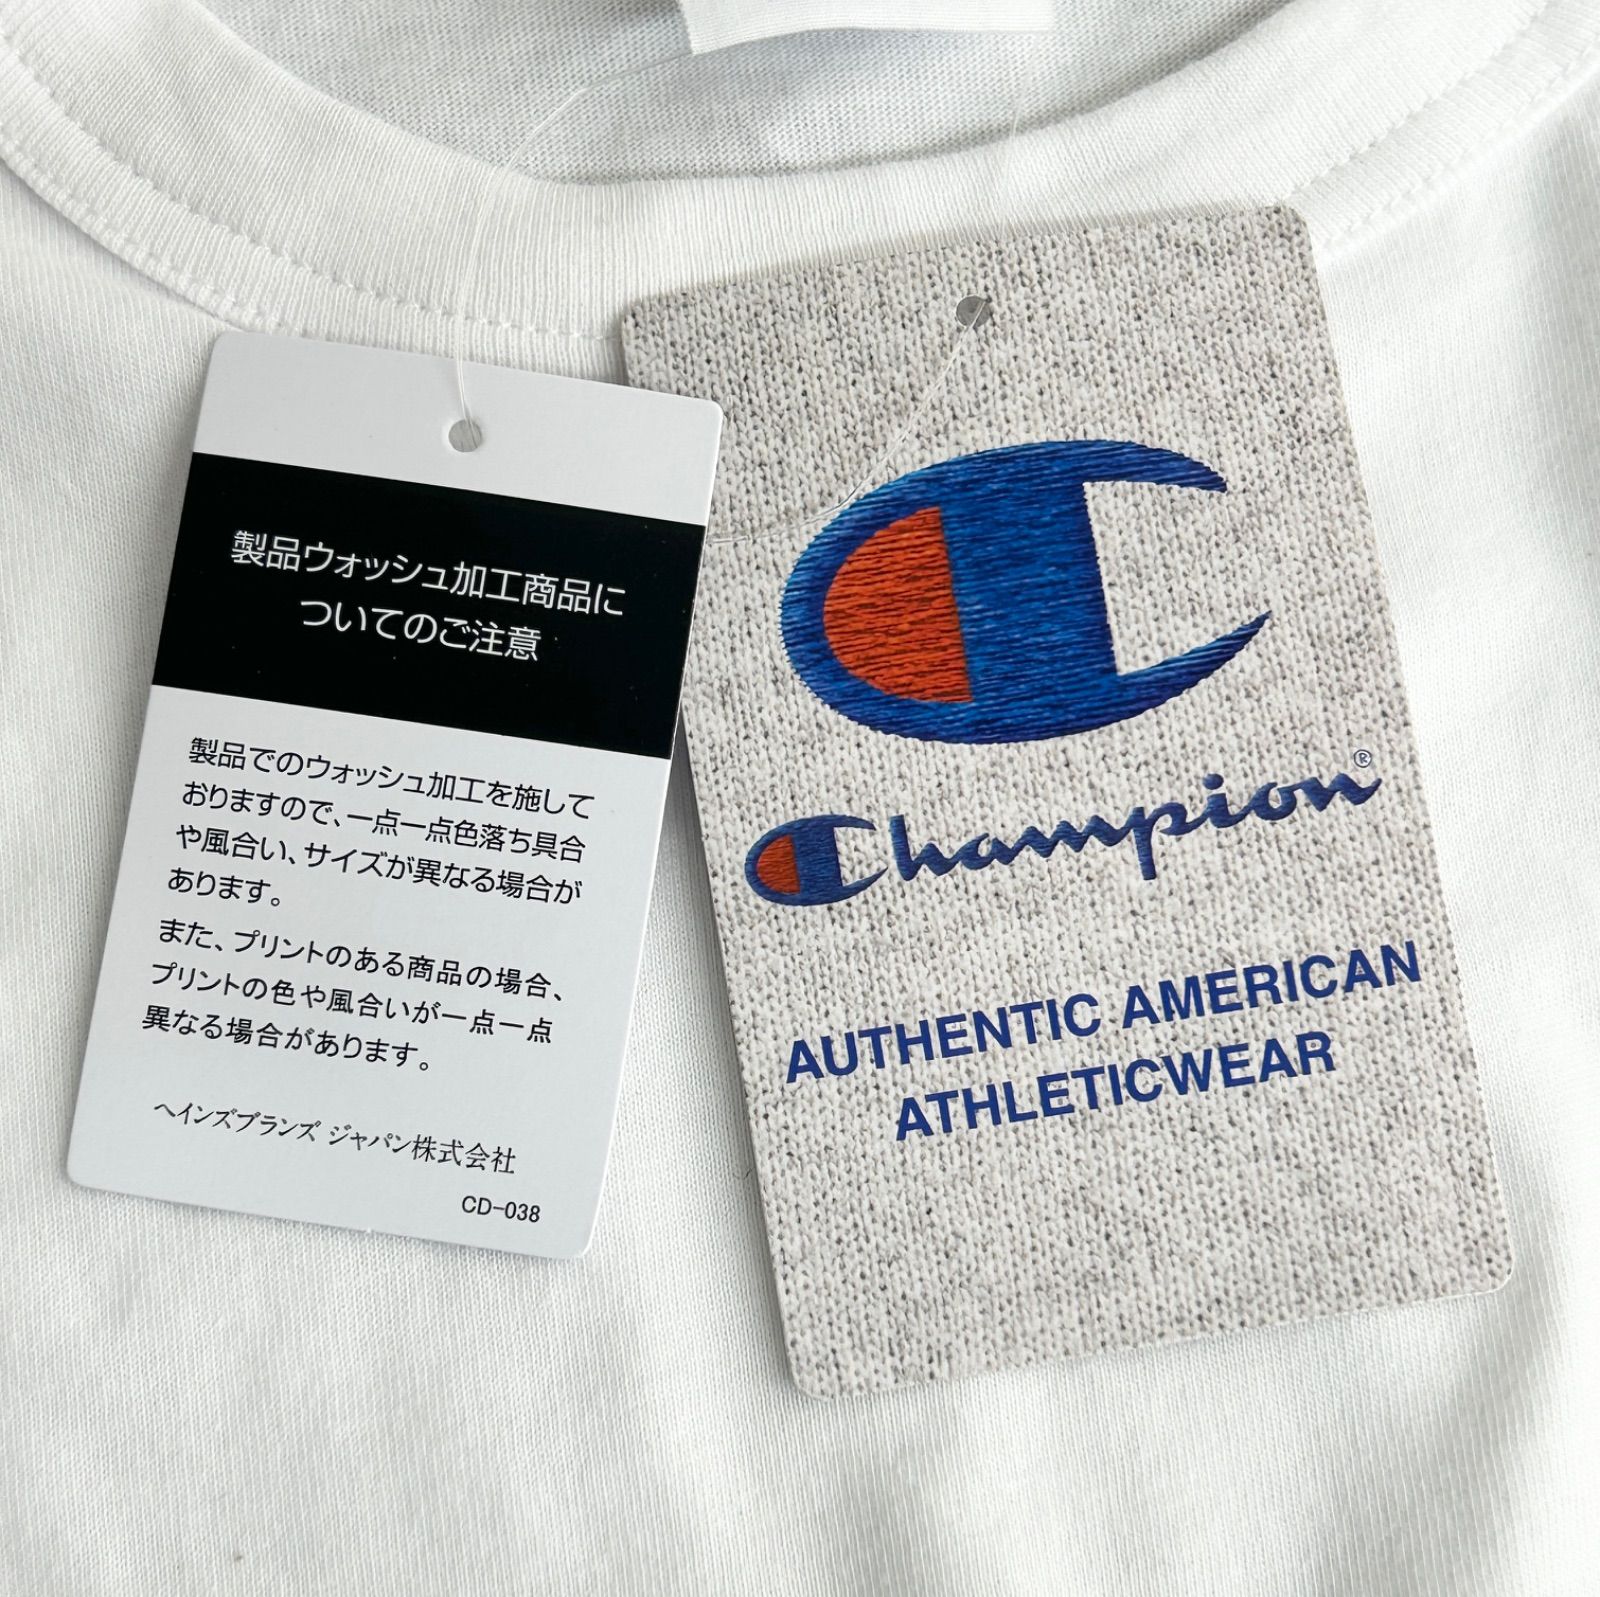 製品ウォッシュ加工商品に
ついてのご注意
製品でのウォッシュ加工を施して
おりますので、一点一点色落ち具合
や風合い、サイズが異なる場合が
あります。
また、プリントのある商品の場合、
プリントの色や風合いが一点一点
異なる場合があります。
ヘインズブランズ ジャパン株式会社
CD-038
Champion®
AUTHENTIC AMERICAN
ATHLETICWEAR